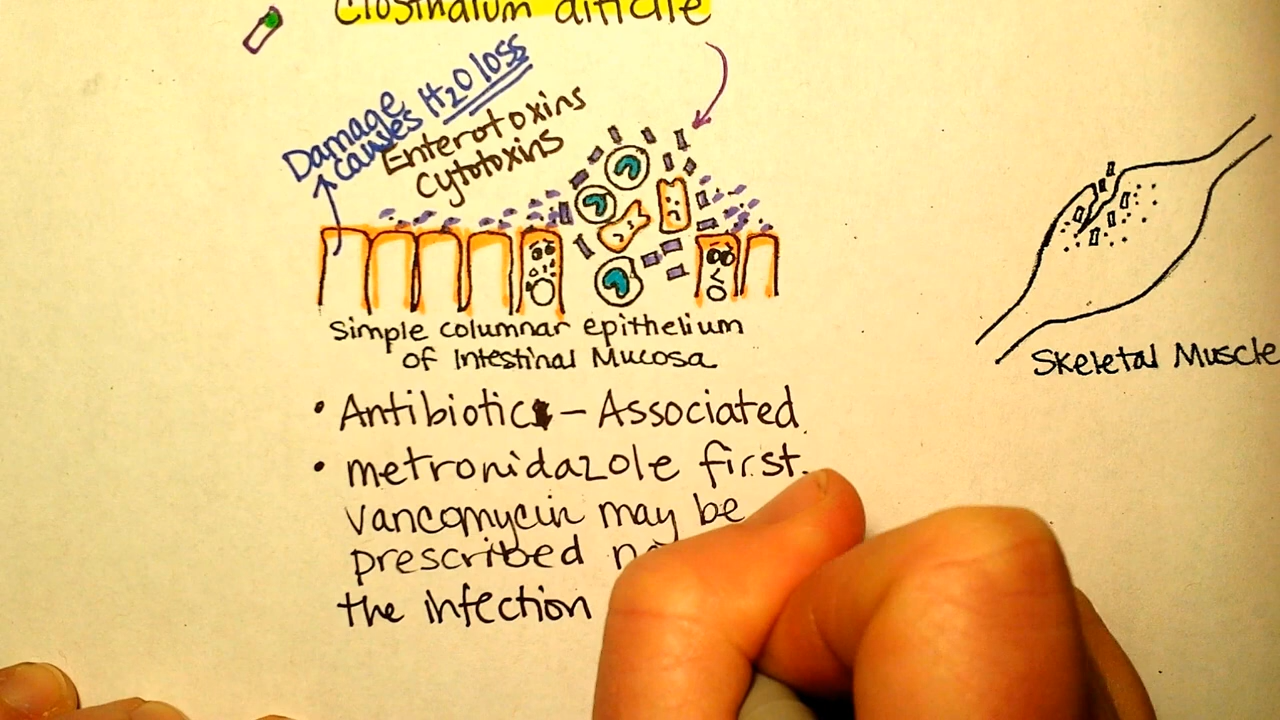 Clostridium difficile
Damage
causes H2O loss
Enterotoxins
cytotoxins
Simple columnar epithelium
of Intestinal Mucosa
Skeletal Muscle
• Antibiotic - Associated
• metronidazole first.
vancomycin may be
prescribed
the infection